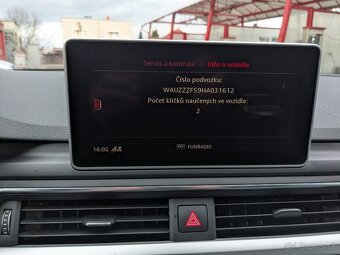 Servis a kontrola Info o vozidle
Číslo podvozku:
WAUZZZF59HA031612
Počet klíčků naučených ve vozidle:
2
16:02 FUNRADIO